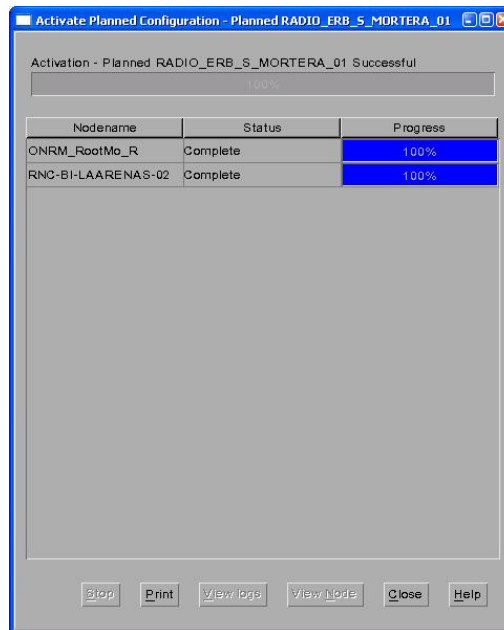 Activate Planned Configuration - Planned RADIO_ERB_S_MORTERA_01
Activation - Planned RADIO_ERB_S_MORTERA_01 Successful
100%
Nodename Status Progress
ONRM_RootMo_R Complete 100%
RNC-BI-LAARENAS-02 Complete 100%
Stop Print View logs View Node Close Help